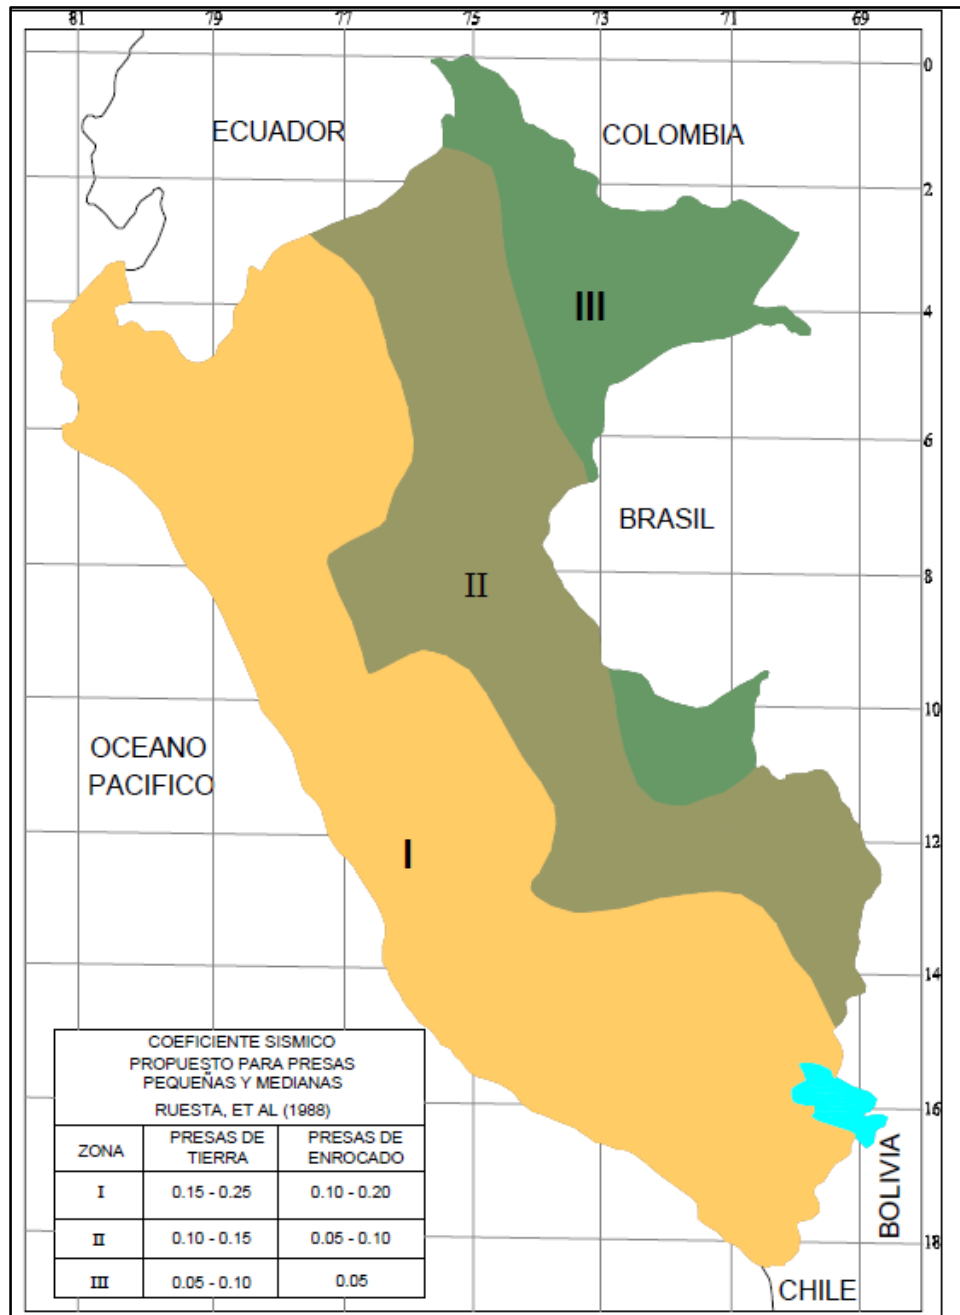 81 79 77 75 73 71 69
0
ECUADOR COLOMBIA
2
III
4
6
BRASIL
II
8
10
OCEANO
PACIFICO
12
I
14
COEFICIENTE SISMICO
PROPUESTO PARA PRESAS
PEQUEÑAS Y MEDIANAS
RUESTA, ET AL (1988)
ZONA PRESAS DE TIERRA PRESAS DE ENROCADO
I 0.15 - 0.25 0.10 - 0.20
II 0.10 - 0.15 0.05 - 0.10
III 0.05 - 0.10 0.05
16
BOLIVIA
18
CHILE